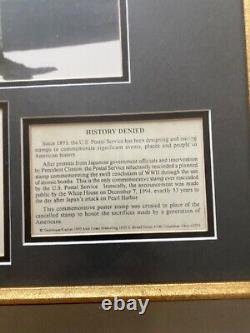 HISTORY DENIED
Since 1893, the U.S. Postal Service has been designing and issuing
stamps to commemorate significant events, places and people in
American history.
After protests from Japanese government officials and intervention
by President Clinton, the Postal Service reluctantly rescinded a planned
stamp to commemorate the ending of WWII through the use
of atomic bombs. This is the only commemorative stamp ever rescinded
by the U.S. Postal Service. Ironically, the announcement was made
public by the White House on December 7, 1994, exactly 53 years to
the day after Japan's attack on Pearl Harbor.
This commemorative poster stamp was created in place of the
cancelled stamp to honor the sacrifices made by a generation of
Americans.